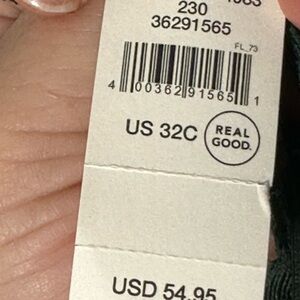 230
36291565
FL_73
4 00362 91565 1
US 32C
REAL
GOOD.
USD 54.95